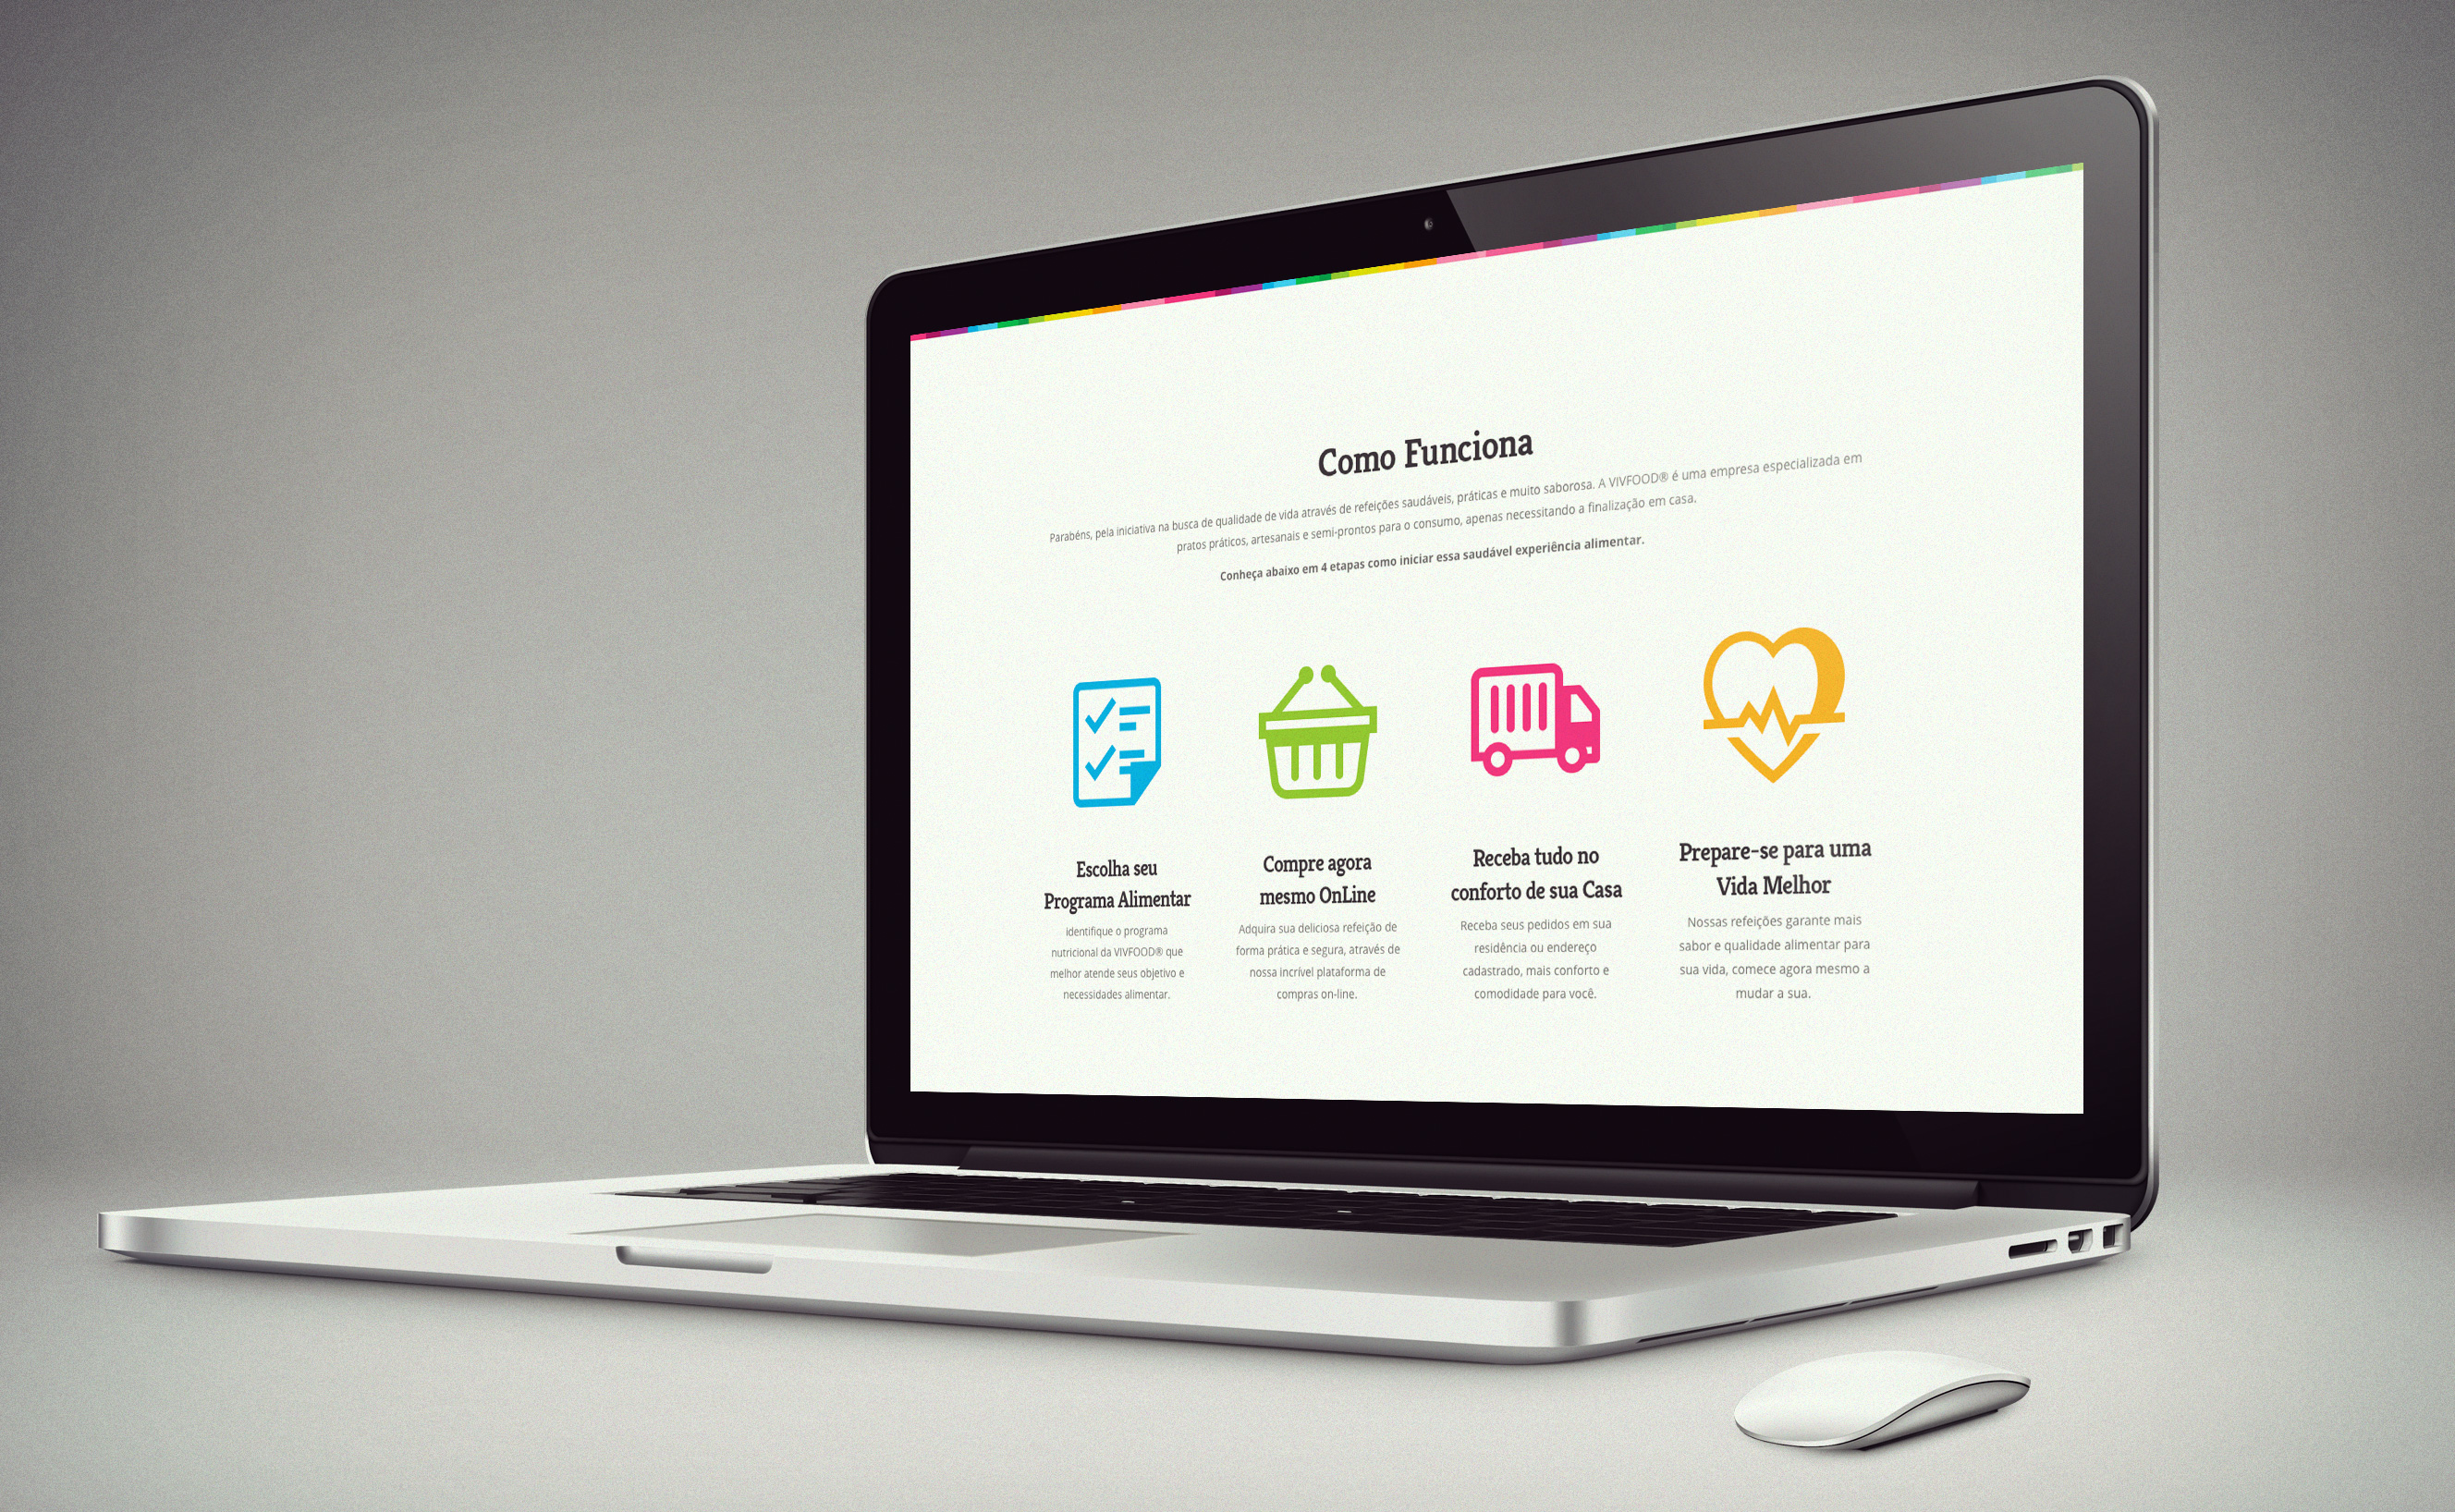 Como Funciona
Parabéns, pela iniciativa na busca de qualidade de vida através de refeições saudáveis, práticas e muito saborosa. A VIVFOOD® é uma empresa especializada em
pratos práticos, artesanais e semi-prontos para o consumo, apenas necessitando a finalização em casa.
Conheça abaixo em 4 etapas como iniciar essa saudável experiência alimentar.
Escolha seu
Programa Alimentar
identifique o programa
nutricional da VIVFOOD® que
melhor atende seus objetivo e
necessidades alimentar.
Compre agora
mesmo OnLine
Adquira sua deliciosa refeição de
forma prática e segura, através de
nossa incrível plataforma de
compras on-line.
Receba tudo no
conforto de sua Casa
Receba seus pedidos em sua
residência ou endereço
cadastrado, mais conforto e
comodidade para você.
Prepare-se para uma
Vida Melhor
Nossas refeições garante mais
sabor e qualidade alimentar para
sua vida, comece agora mesmo a
mudar a sua.